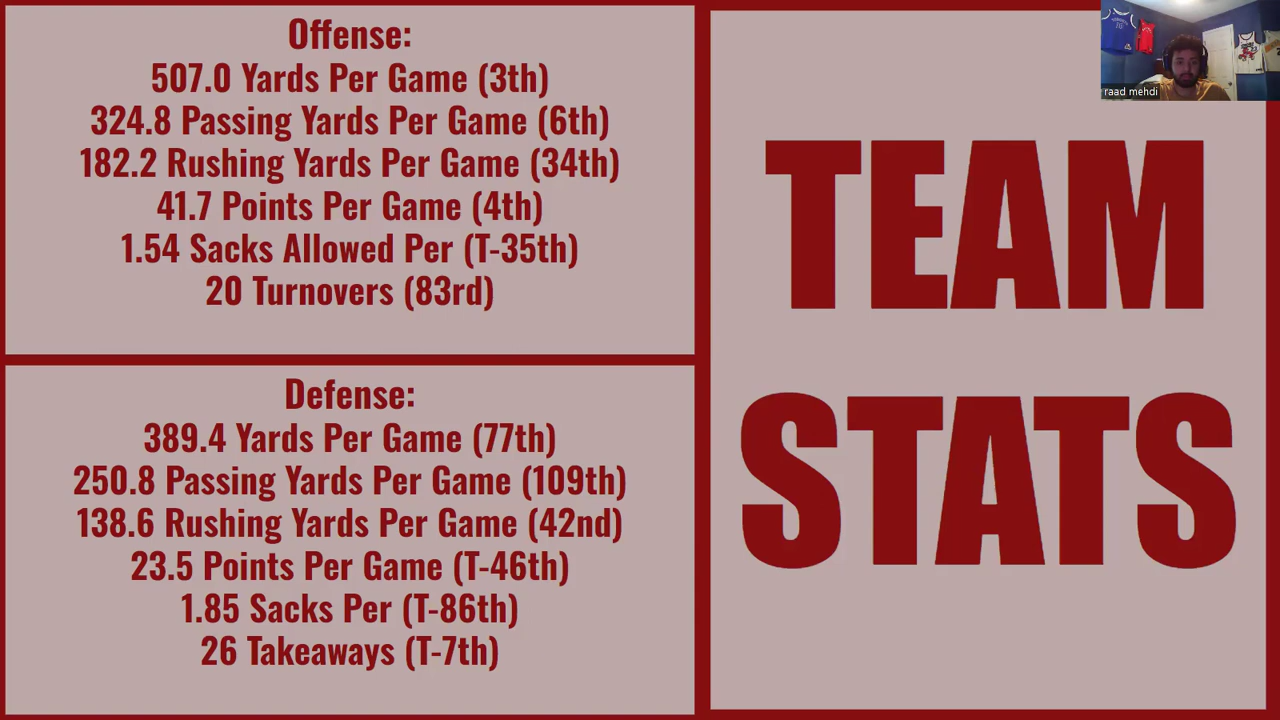 Offense:
507.0 Yards Per Game (3th)
324.8 Passing Yards Per Game (6th)
182.2 Rushing Yards Per Game (34th)
41.7 Points Per Game (4th)
1.54 Sacks Allowed Per (T-35th)
20 Turnovers (83rd)
Defense:
389.4 Yards Per Game (77th)
250.8 Passing Yards Per Game (109th)
138.6 Rushing Yards Per Game (42nd)
23.5 Points Per Game (T-46th)
1.85 Sacks Per (T-86th)
26 Takeaways (T-7th)
raad mehdi
TEAM
STATS